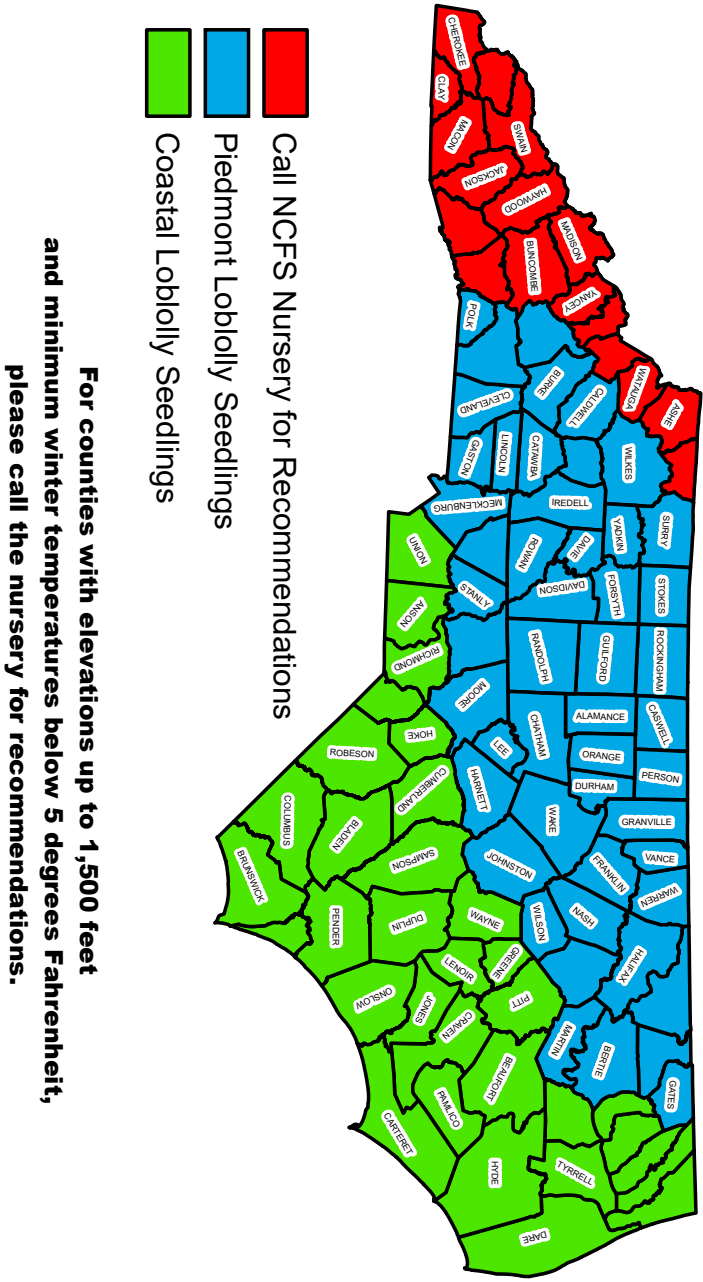 CHEROKEE
CLAY
MACON
SWAIN
JACKSON
HAYWOOD
MADISON
BUNCOMBE
YANCEY
WATAUGA
ASHE
POLK
BURKE
CALDWELL
CLEVELAND
GASTON
LINCOLN
CATAWBA
WILKES
MECKLENBURG
IREDELL
SURRY
YADKIN
DAVIE
ROWAN
STANLY
DAVIDSON
FORSYTH
STOKES
ROCKINGHAM
GUILFORD
RANDOLPH
MOORE
UNION
ANSON
RICHMOND
CASWELL
ALAMANCE
CHATHAM
LEE
HARNETT
HOKE
ROBESON
CUMBERLAND
PERSON
ORANGE
DURHAM
GRANVILLE
WAKE
VANCE
FRANKLIN
WARREN
JOHNSTON
SAMPSON
BLADEN
COLUMBUS
BRUNSWICK
PENDER
DUPLIN
WAYNE
WILSON
NASH
HALIFAX
GREENE
LENOIR
PITT
JONES
ONSLOW
CRAVEN
MARTIN
BERTIE
GATES
BEAUFORT
PAMLICO
CARTERET
HYDE
TYRRELL
DARE
Call NCFS Nursery for Recommendations
Piedmont Loblolly Seedlings
Coastal Loblolly Seedlings
For counties with elevations up to 1,500 feet
and minimum winter temperatures below 5 degrees Fahrenheit,
please call the nursery for recommendations.